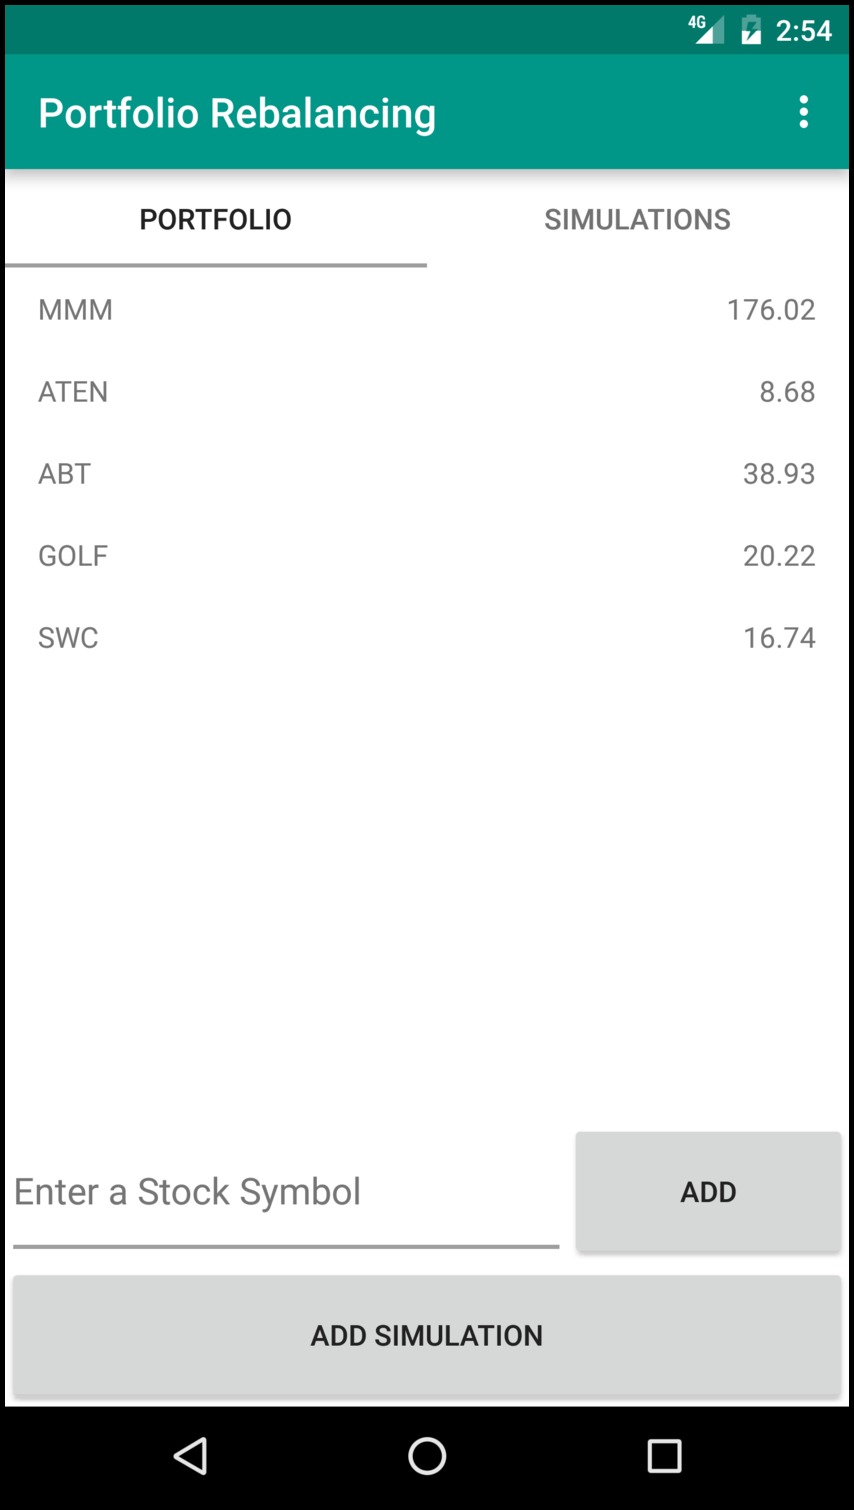 4G 2:54
Portfolio Rebalancing
PORTFOLIO SIMULATIONS
MMM 176.02
ATEN 8.68
ABT 38.93
GOLF 20.22
SWC 16.74
Enter a Stock Symbol ADD
ADD SIMULATION